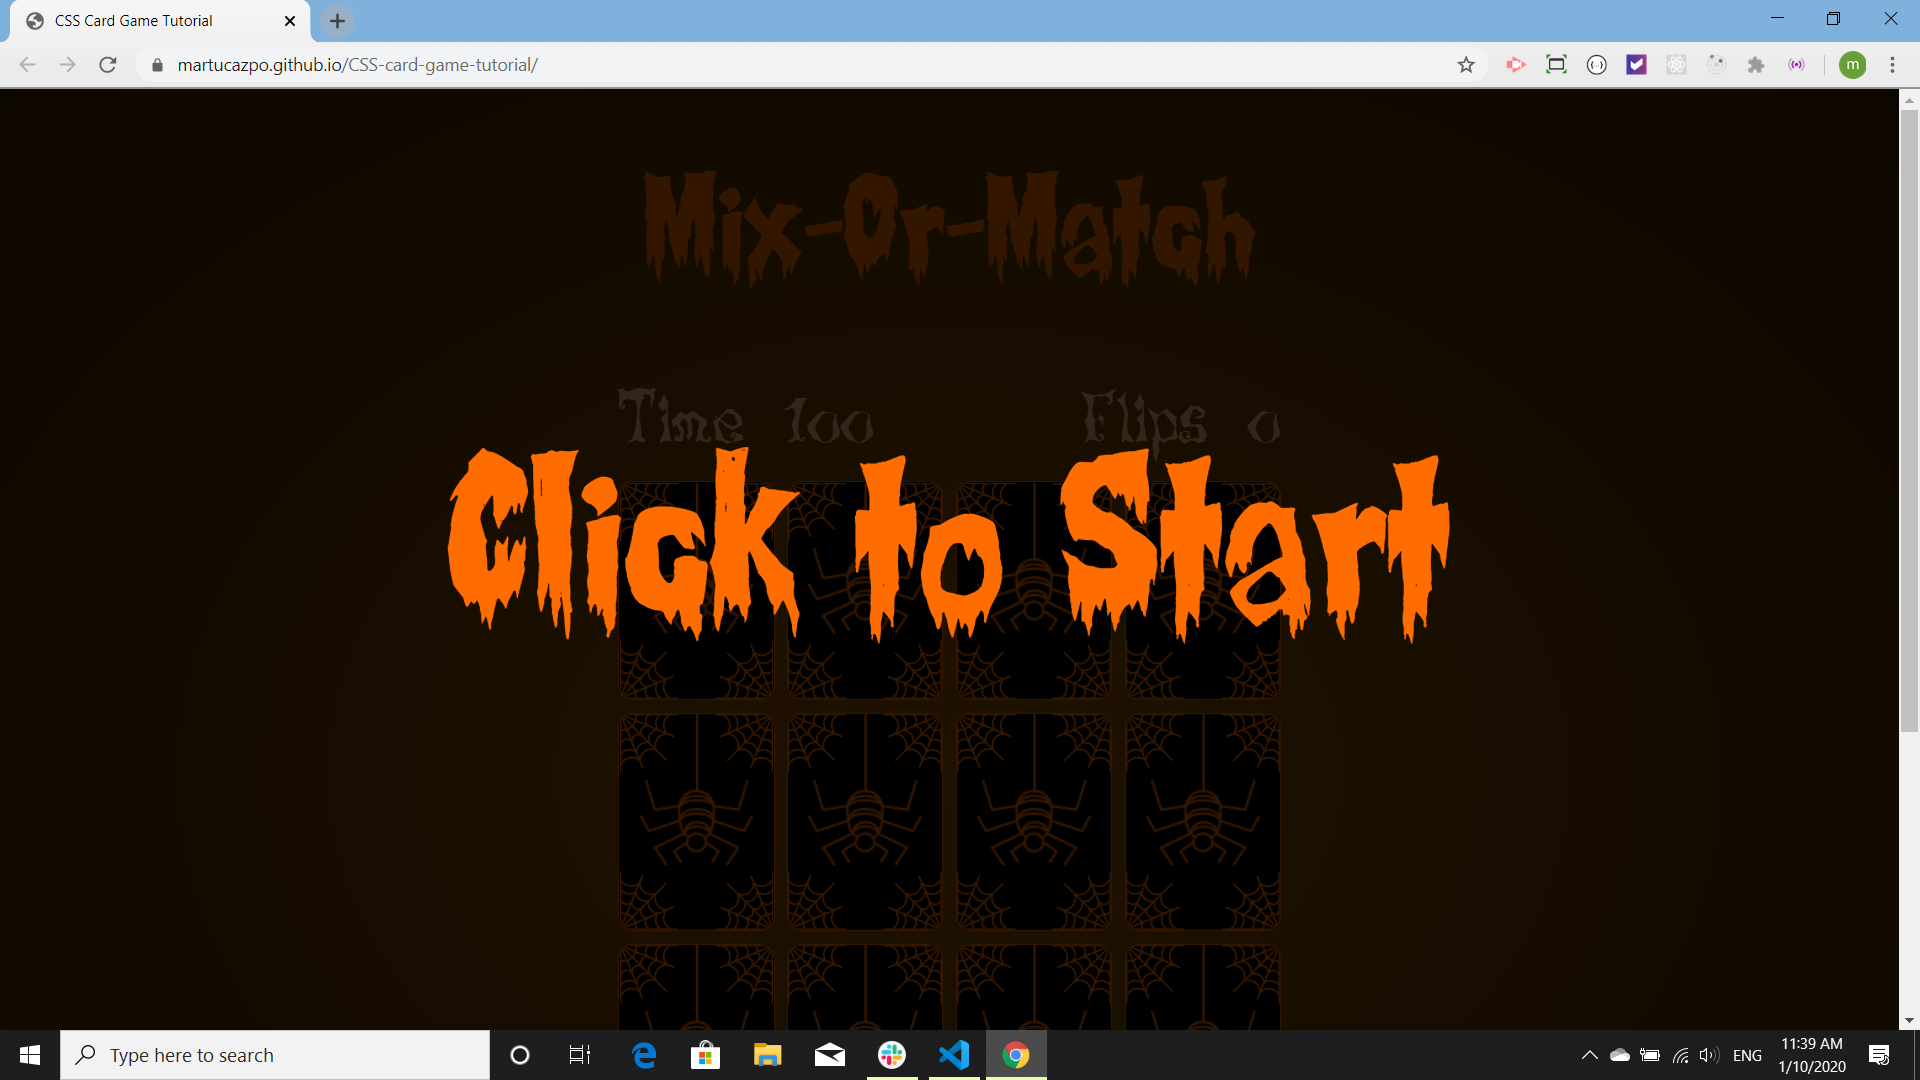 CSS Card Game Tutorial
martucazpo.github.io/CSS-card-game-tutorial/
m
Mix-Or-Match
Time 100 Flips 0
Click to Start
Type here to search
ENG
11:39 AM
1/10/2020